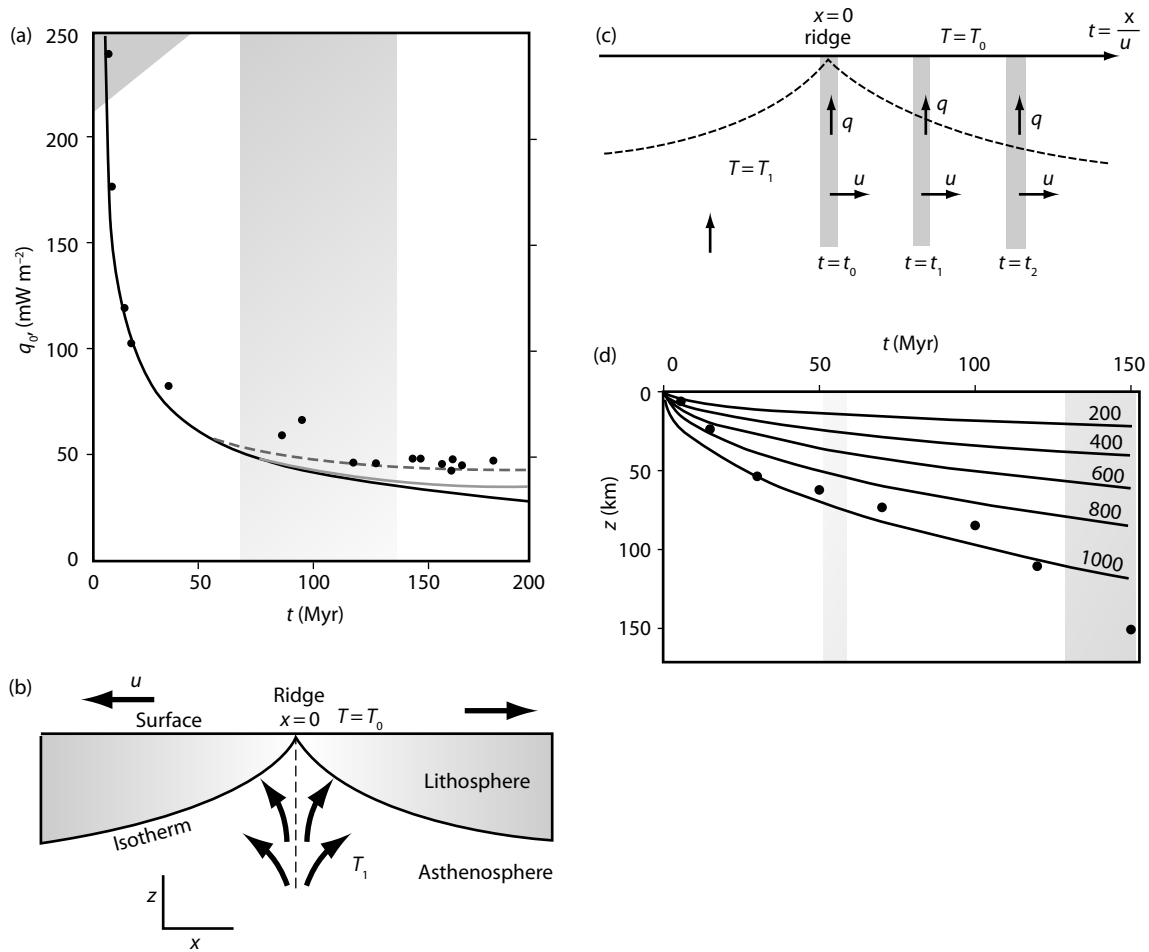 (a)
250
200
150
100
50
0
q₀, (mW m⁻²)
0 50 100 150 200
t (Myr)
(b)
u
Ridge
x = 0 T = T₀
Surface
Lithosphere
Isotherm
T₁
Asthenosphere
z
x
(c)
x = 0
ridge
T = T₀
t = x/u
q q q
T = T₁
u u u
t = t₀ t = t₁ t = t₂
(d)
t (Myr)
0 50 100 150
0
50
100
150
z (km)
200
400
600
800
1000